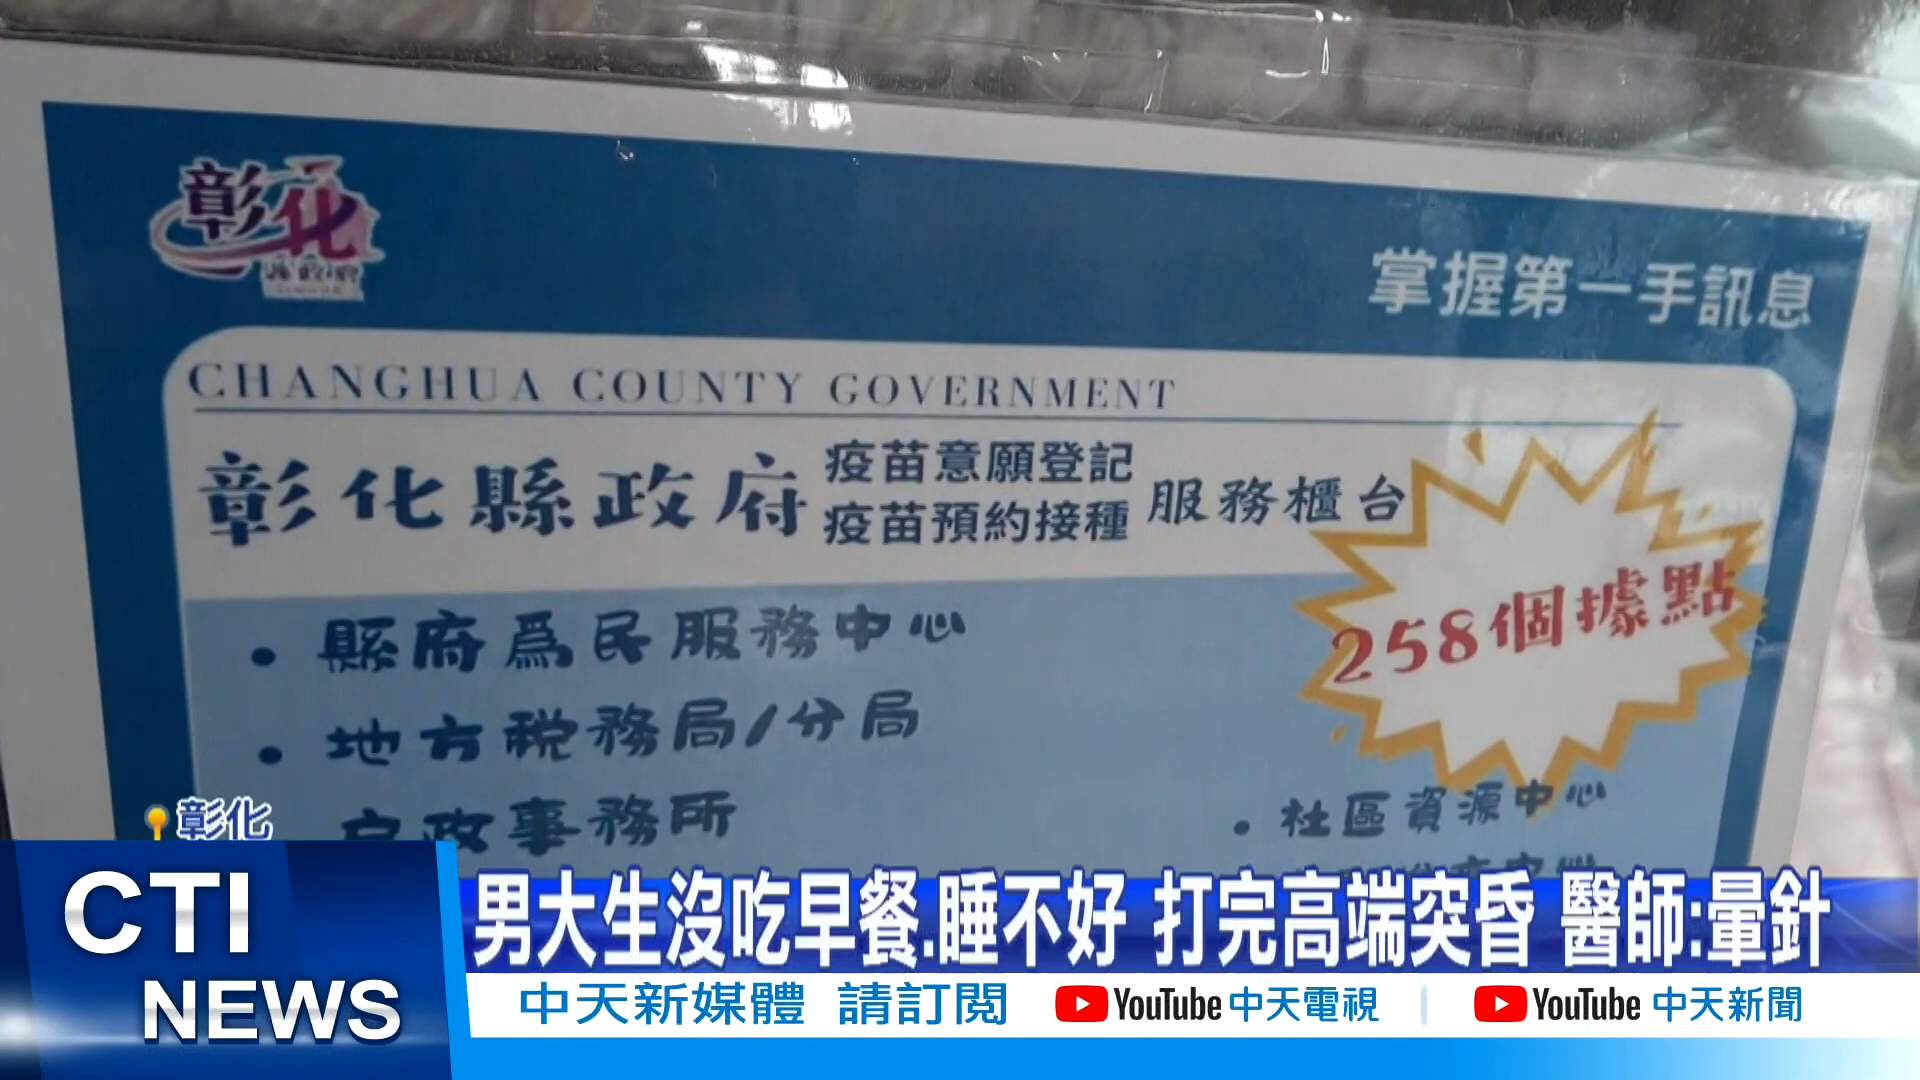 彰化
掌握第一手訊息
CHANGHUA COUNTY GOVERNMENT
彰化縣政府 疫苗意願登記 服務櫃台
疫苗預約接種
258個據點
• 縣府為民服務中心
• 地方稅務局/分局
戶政事務所
• 社區資源中心
彰化
CTI NEWS
男大生沒吃早餐.睡不好 打完高端突昏 醫師:暈針
中天新媒體 請訂閱 YouTube 中天電視 | YouTube 中天新聞